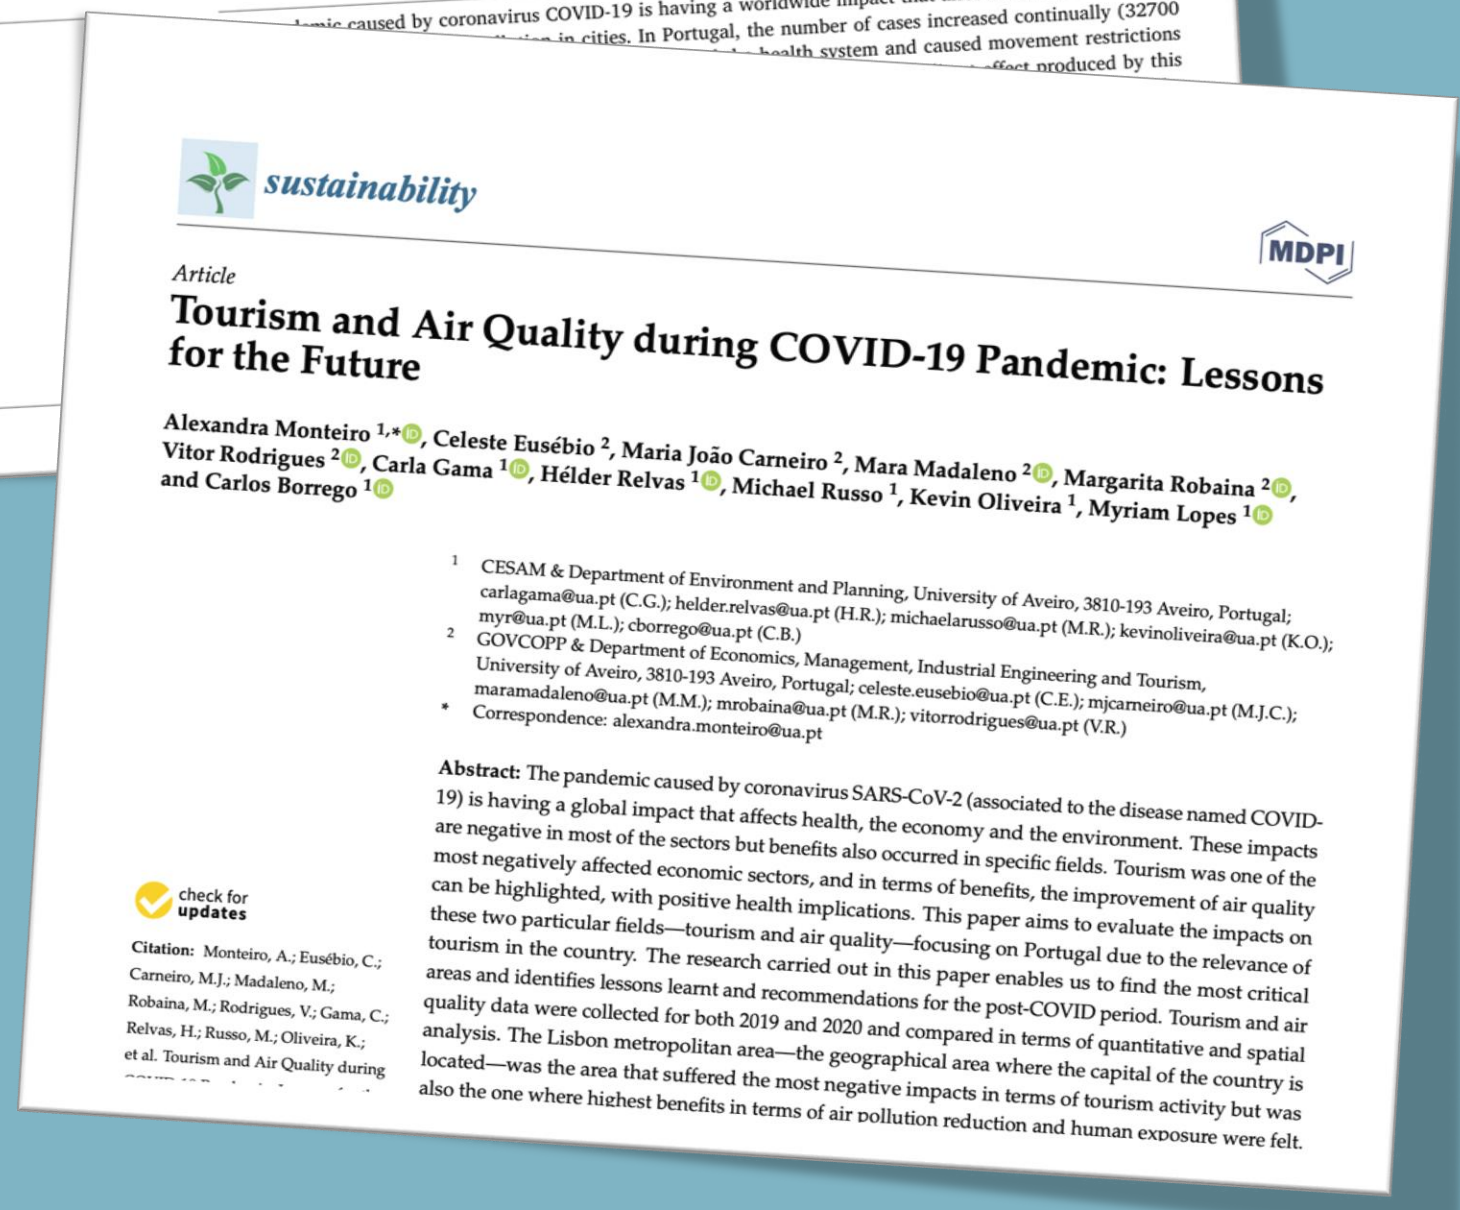 caused by coronavirus COVID-19 is having a worldwide
in cities. In Portugal, the number of cases increased continually (32700
health system and caused movement restrictions
effect produced by this
sustainability
MDPI
Article
Tourism and Air Quality during COVID-19 Pandemic: Lessons
for the Future
Alexandra Monteiro 1,* iD, Celeste Eusébio 2, Maria João Carneiro 2, Mara Madaleno 2 iD, Margarita Robaina 2 iD,
Vitor Rodrigues 2 iD, Carla Gama 1 iD, Hélder Relvas 1 iD, Michael Russo 1, Kevin Oliveira 1, Myriam Lopes 1 iD
and Carlos Borrego 1 iD
1 CESAM & Department of Environment and Planning, University of Aveiro, 3810-193 Aveiro, Portugal;
carlagama@ua.pt (C.G.); helder.relvas@ua.pt (H.R.); michaelarusso@ua.pt (M.R.); kevinoliveira@ua.pt (K.O.);
myr@ua.pt (M.L.); cborrego@ua.pt (C.B.)
2 GOVCOPP & Department of Economics, Management, Industrial Engineering and Tourism,
University of Aveiro, 3810-193 Aveiro, Portugal; celeste.eusebio@ua.pt (C.E.); mjcarneiro@ua.pt (M.J.C.);
maramadaleno@ua.pt (M.M.); mrobaina@ua.pt (M.R.); vitorrodrigues@ua.pt (V.R.)
* Correspondence: alexandra.monteiro@ua.pt
Abstract: The pandemic caused by coronavirus SARS-CoV-2 (associated to the disease named COVID-
19) is having a global impact that affects health, the economy and the environment. These impacts
are negative in most of the sectors but benefits also occurred in specific fields. Tourism was one of the
most negatively affected economic sectors, and in terms of benefits, the improvement of air quality
can be highlighted, with positive health implications. This paper aims to evaluate the impacts on
these two particular fields—tourism and air quality—focusing on Portugal due to the relevance of
tourism in the country. The research carried out in this paper enables us to find the most critical
areas and identifies lessons learnt and recommendations for the post-COVID period. Tourism and air
quality data were collected for both 2019 and 2020 and compared in terms of quantitative and spatial
analysis. The Lisbon metropolitan area—the geographical area where the capital of the country is
located—was the area that suffered the most negative impacts in terms of tourism activity but was
also the one where highest benefits in terms of air pollution reduction and human exposure were felt.
check for
updates
Citation: Monteiro, A.; Eusébio, C.;
Carneiro, M.J.; Madaleno, M.;
Robaina, M.; Rodrigues, V.; Gama, C.;
Relvas, H.; Russo, M.; Oliveira, K.;
et al. Tourism and Air Quality during